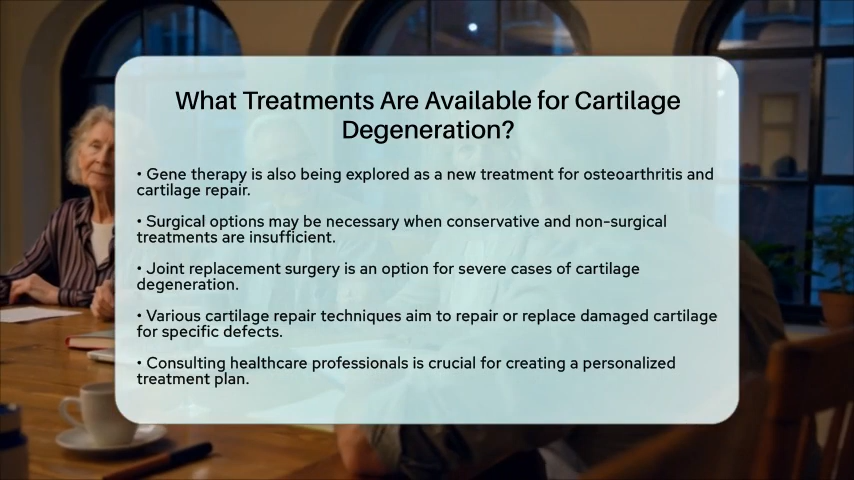 What Treatments Are Available for Cartilage
Degeneration?
• Gene therapy is also being explored as a new treatment for osteoarthritis and
cartilage repair.
• Surgical options may be necessary when conservative and non-surgical
treatments are insufficient.
• Joint replacement surgery is an option for severe cases of cartilage
degeneration.
• Various cartilage repair techniques aim to repair or replace damaged cartilage
for specific defects.
• Consulting healthcare professionals is crucial for creating a personalized
treatment plan.